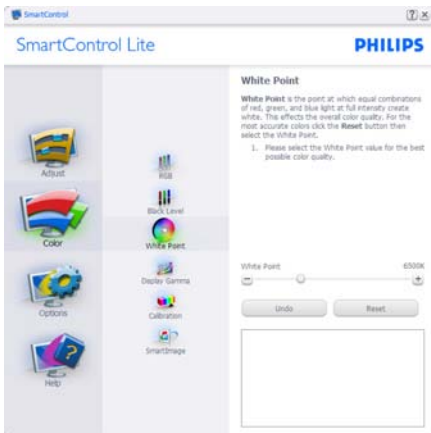 SmartControl
SmartControl Lite
PHILIPS
Adjust
Color
Options
Help
RGB
Black Level
White Point
Display Gamma
Calibration
SmartImage
White Point
White Point is the point at which equal combinations
of red, green, and blue light at full intensity create
white. This effects the overall color quality. For the
most accurate colors click the Reset button then
select the White Point.
1. Please select the White Point value for the best
possible color quality.
White Point 6500K
Undo Reset